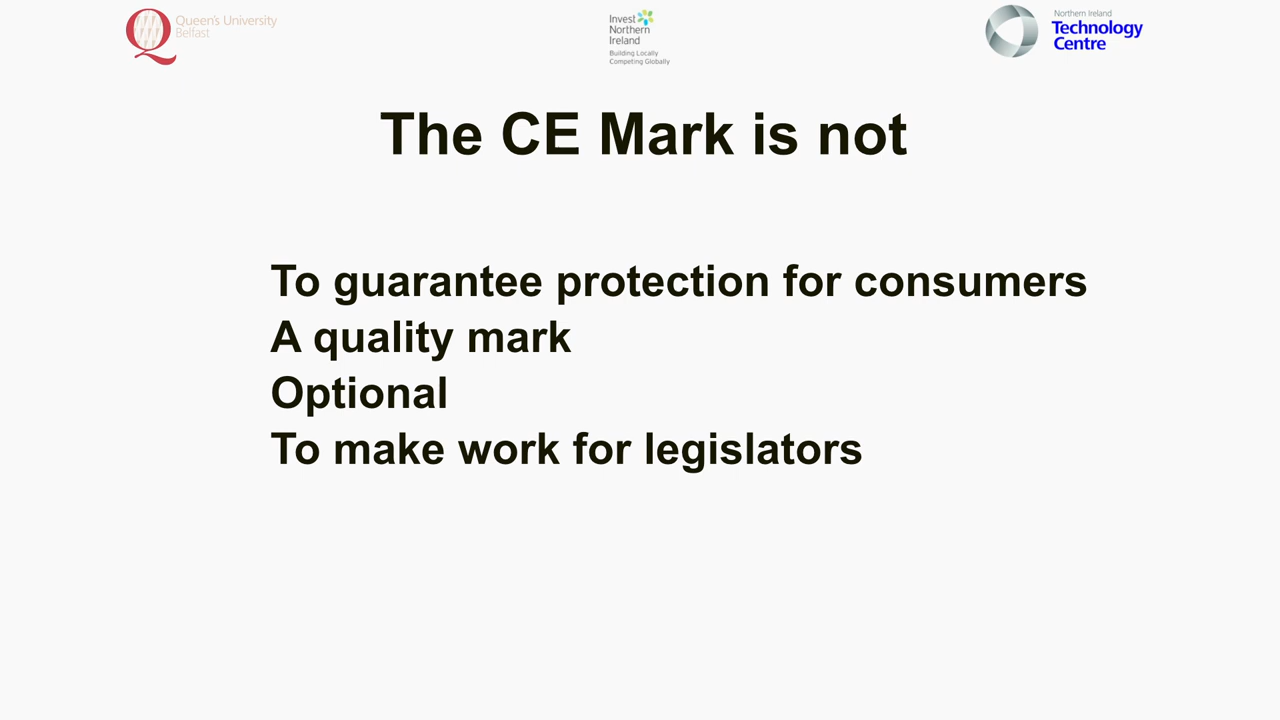 Queen's University
Belfast
Invest
Northern
Ireland
Building Locally
Competing Globally
Northern Ireland
Technology
Centre
The CE Mark is not
To guarantee protection for consumers
A quality mark
Optional
To make work for legislators